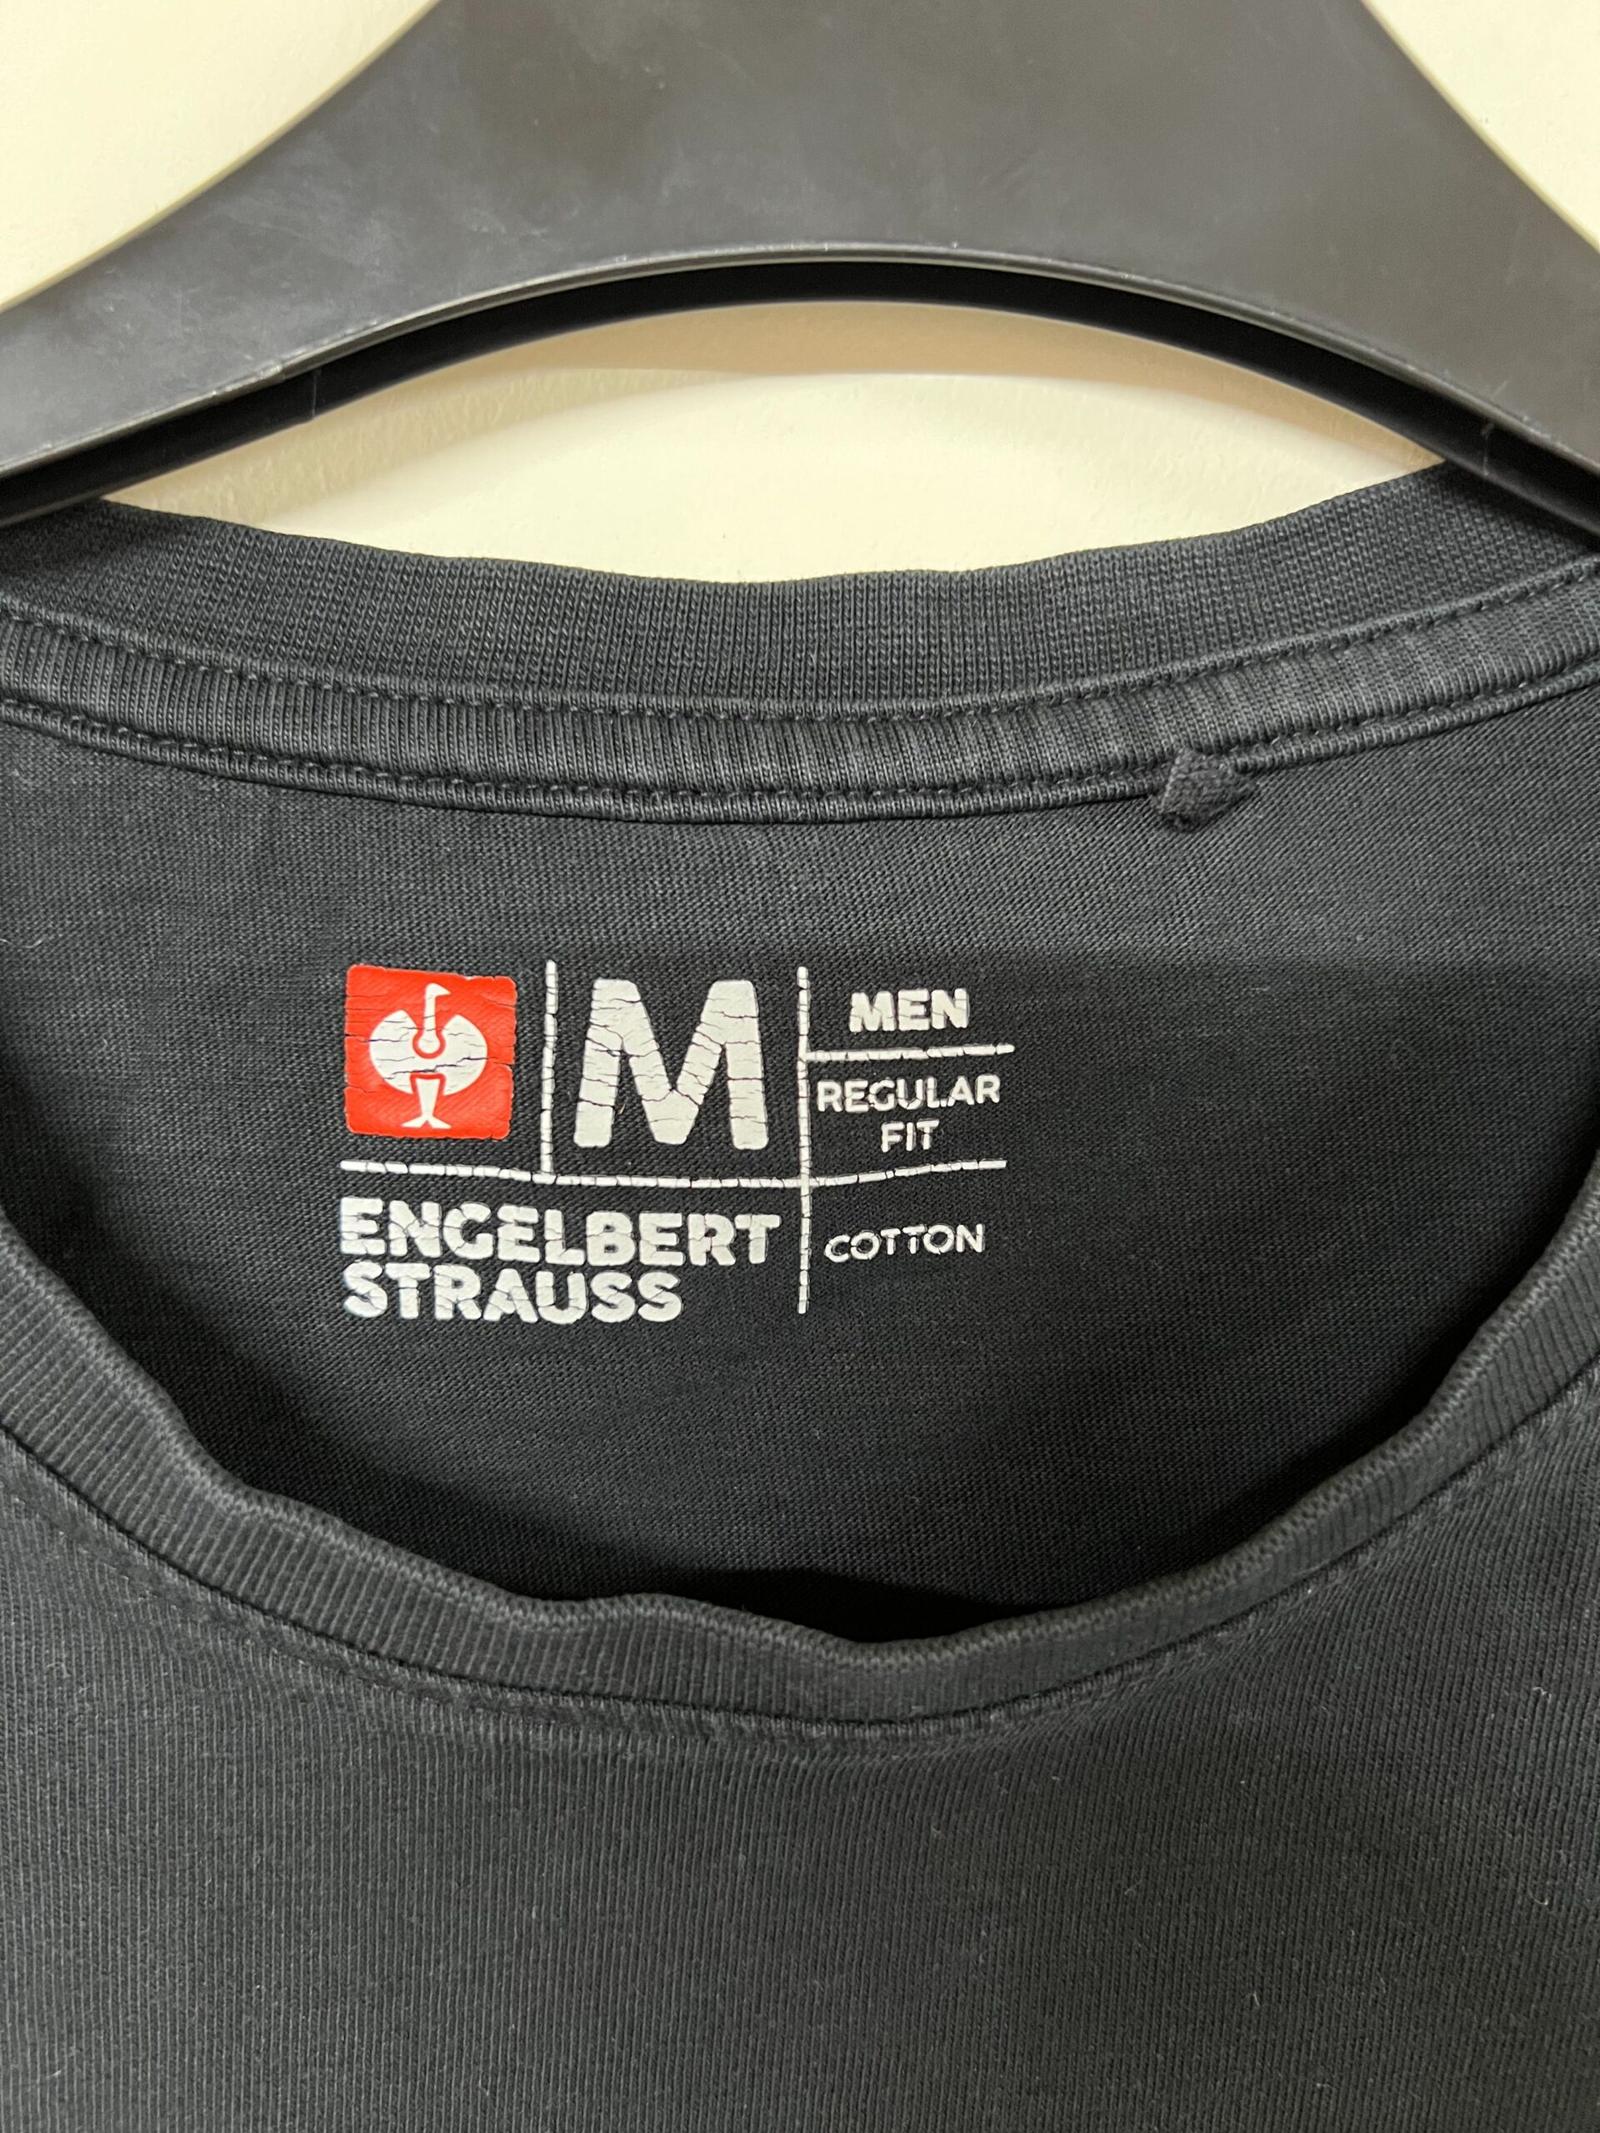 M
MEN
REGULAR
FIT
ENGELBERT
STRAUSS
COTTON